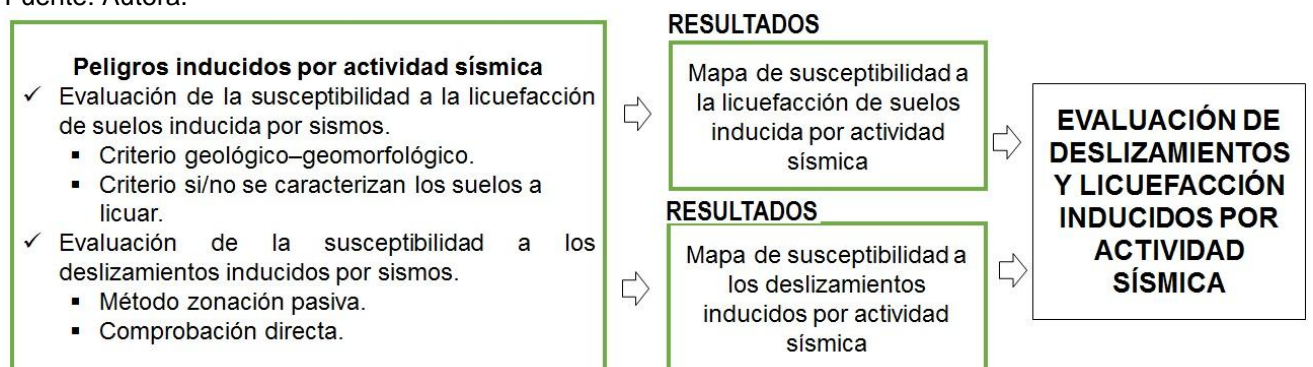 Fuente: Autora.
Peligros inducidos por actividad sísmica
✓ Evaluación de la susceptibilidad a la licuefacción
de suelos inducida por sismos.
▪ Criterio geológico–geomorfológico.
▪ Criterio si/no se caracterizan los suelos a
licuar.
✓ Evaluación de la susceptibilidad a los
deslizamientos inducidos por sismos.
▪ Método zonación pasiva.
▪ Comprobación directa.
RESULTADOS
Mapa de susceptibilidad a
la licuefacción de suelos
inducida por actividad
sísmica
RESULTADOS
Mapa de susceptibilidad a
los deslizamientos
inducidos por actividad
sísmica
EVALUACIÓN DE
DESLIZAMIENTOS
Y LICUEFACCIÓN
INDUCIDOS POR
ACTIVIDAD
SÍSMICA